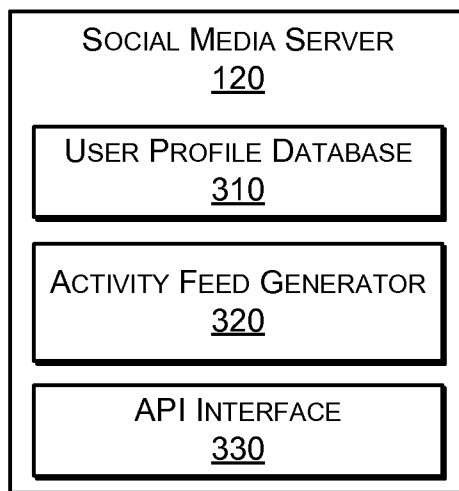 SOCIAL MEDIA SERVER
120
USER PROFILE DATABASE
310
ACTIVITY FEED GENERATOR
320
API INTERFACE
330